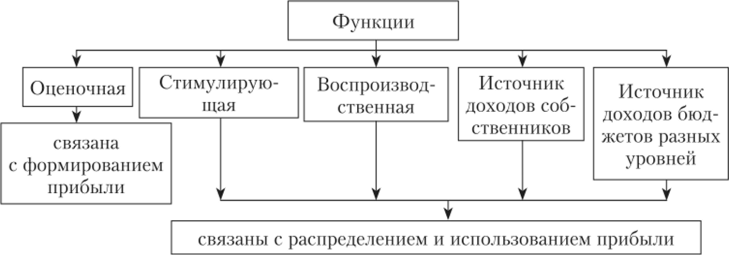 Функции
Оценочная
Стимулирую-
щая
Воспроизвод-
ственная
Источник
доходов соб-
ственников
Источник
доходов бюд-
жетов разных
уровней
связана
с формированием
прибыли
связаны с распределением и использованием прибыли